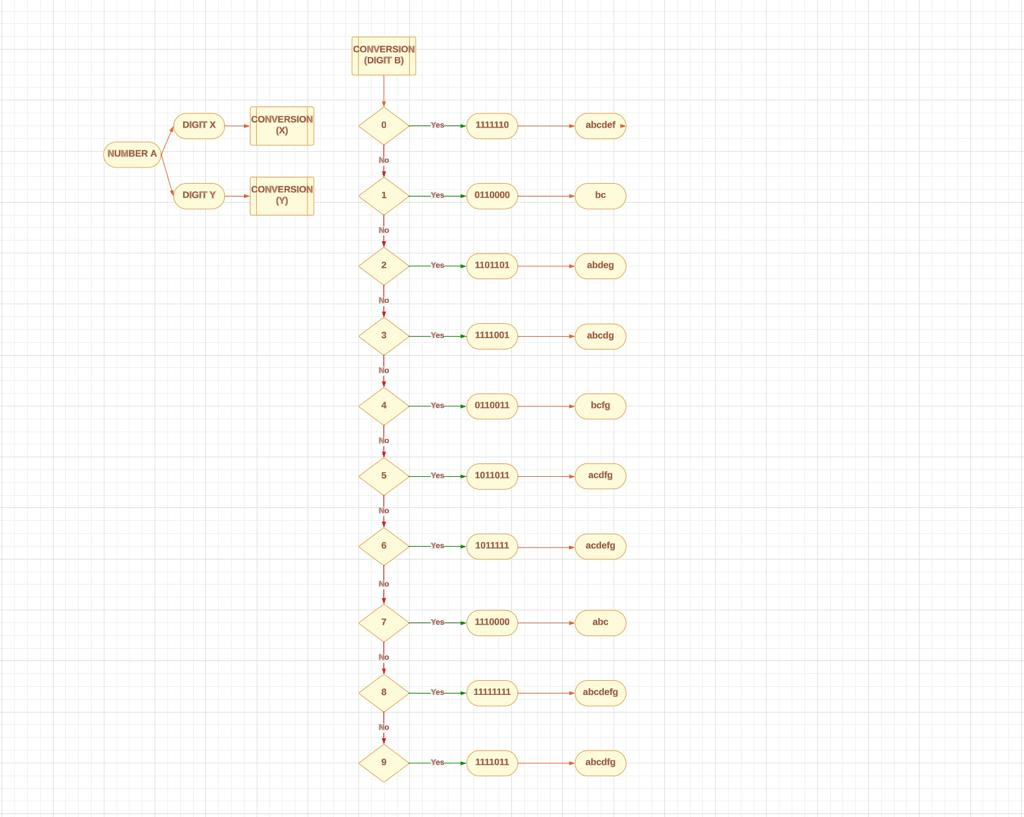 CONVERSION
(DIGIT B)
NUMBER A
DIGIT X
CONVERSION
(X)
DIGIT Y
CONVERSION
(Y)
0
Yes
1111110
abcdef
No
1
Yes
0110000
bc
No
2
Yes
1101101
abdeg
No
3
Yes
1111001
abcdg
No
4
Yes
0110011
bcfg
No
5
Yes
1011011
acdfg
No
6
Yes
1011111
acdefg
No
7
Yes
1110000
abc
No
8
Yes
11111111
abcdefg
No
9
Yes
1111011
abcdfg